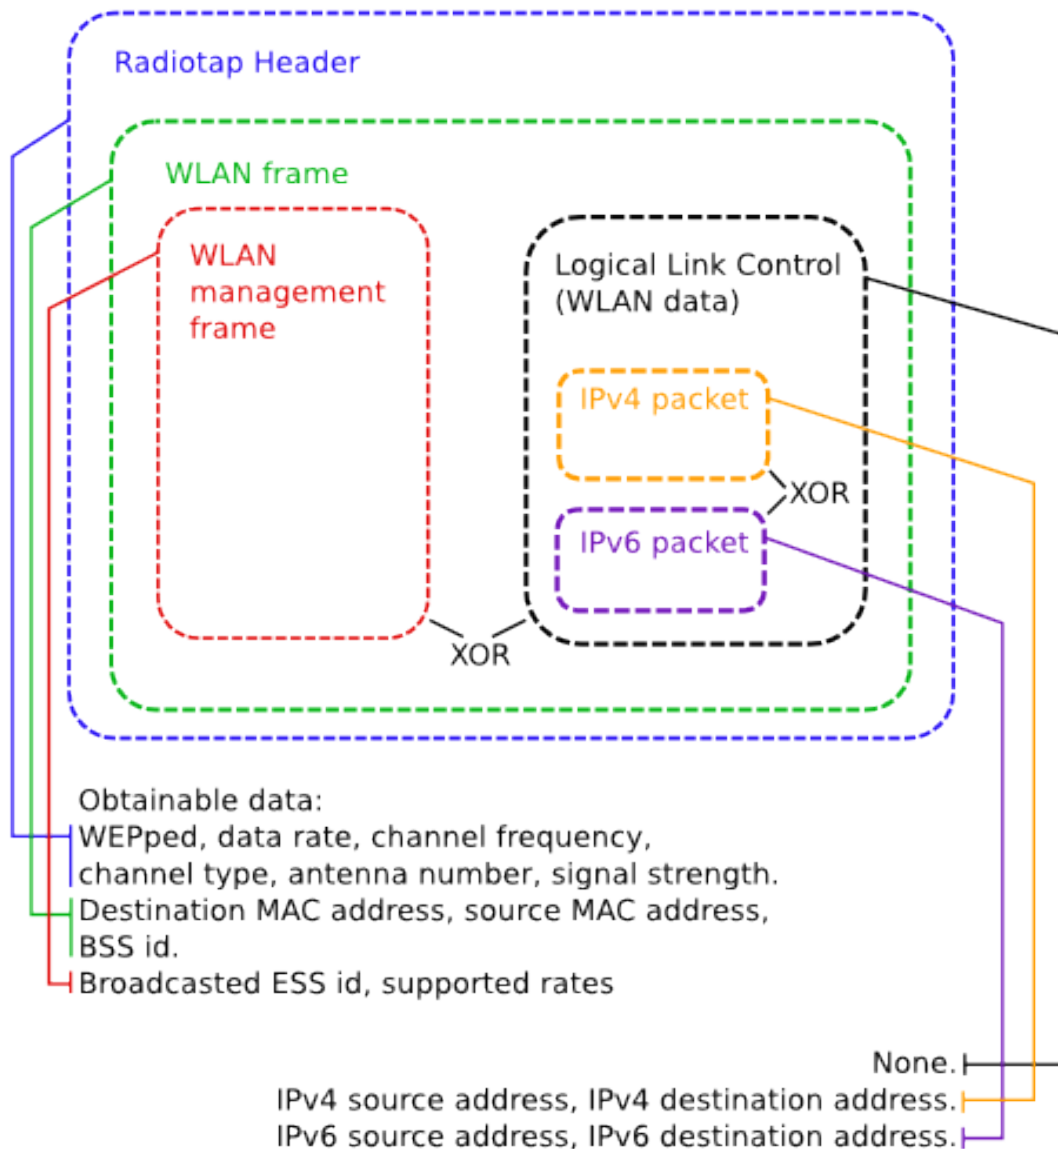 Radiotap Header
WLAN frame
WLAN
management
frame
Logical Link Control
(WLAN data)
IPv4 packet
XOR
IPv6 packet
XOR
Obtainable data:
WEPped, data rate, channel frequency,
channel type, antenna number, signal strength.
Destination MAC address, source MAC address,
BSS id.
Broadcasted ESS id, supported rates
None.
IPv4 source address, IPv4 destination address.
IPv6 source address, IPv6 destination address.